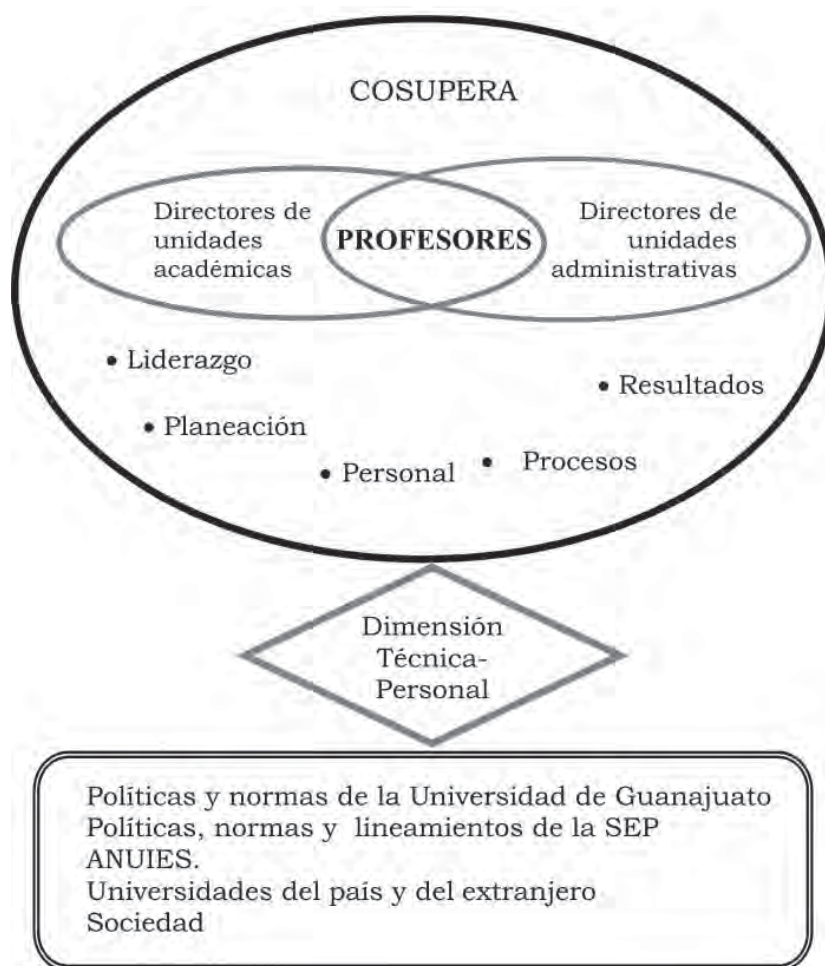 COSUPERA
Directores de
unidades
académicas
PROFESORES
Directores de
unidades
administrativas
• Liderazgo
• Resultados
• Planeación
• Personal
• Procesos
Dimensión
Técnica-
Personal
Políticas y normas de la Universidad de Guanajuato
Políticas, normas y lineamientos de la SEP
ANUIES.
Universidades del país y del extranjero
Sociedad